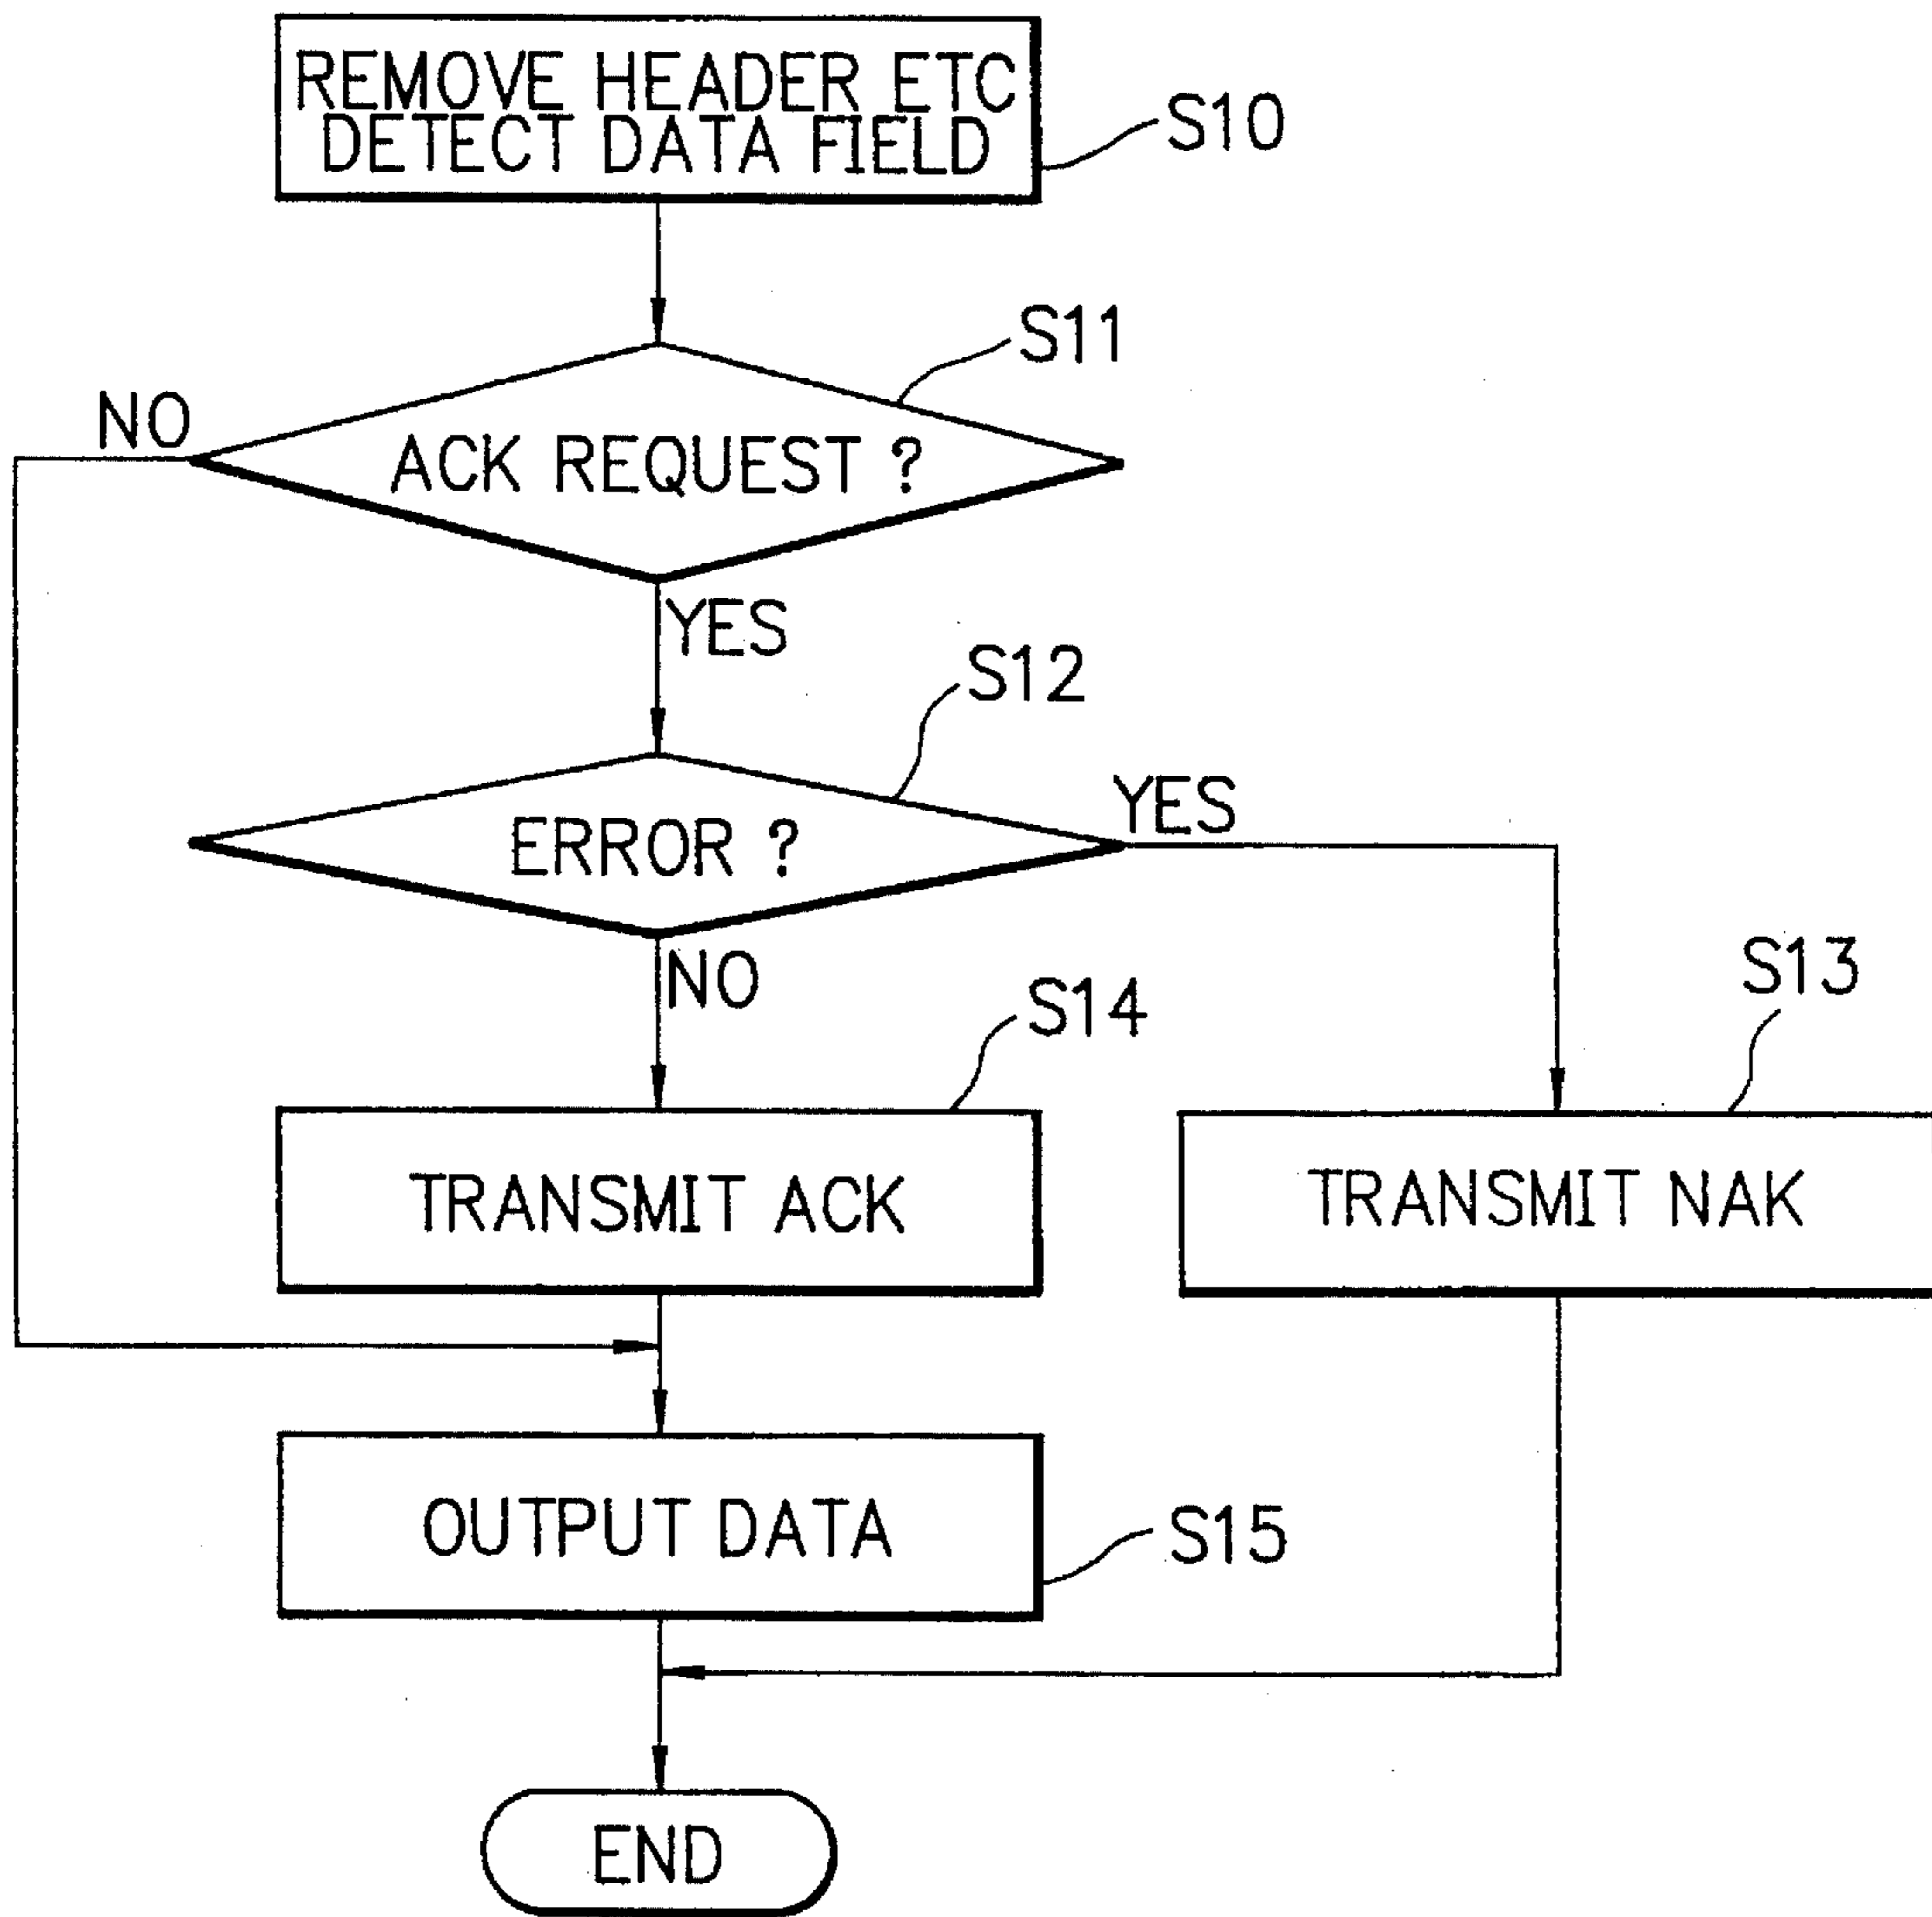 REMOVE HEADER ETC
DETECT DATA FIELD
S10
S11
NO
ACK REQUEST ?
YES
S12
YES
ERROR ?
NO
S13
S14
TRANSMIT ACK
TRANSMIT NAK
OUTPUT DATA
S15
END